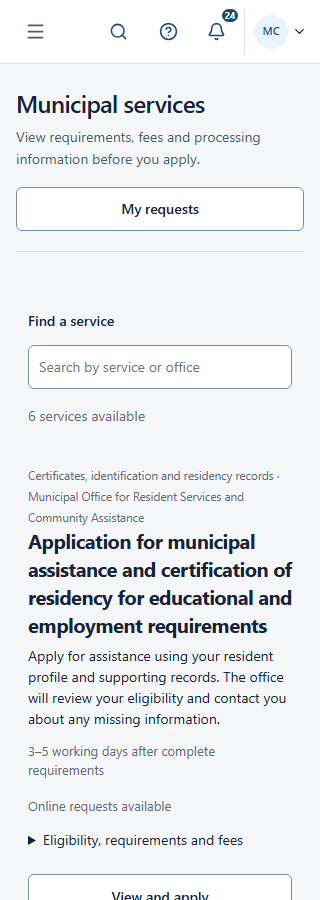 24
MC
Municipal services
View requirements, fees and processing
information before you apply.
My requests
Find a service
Search by service or office
6 services available
Certificates, identification and residency records ·
Municipal Office for Resident Services and
Community Assistance
Application for municipal
assistance and certification of
residency for educational and
employment requirements
Apply for assistance using your resident
profile and supporting records. The office
will review your eligibility and contact you
about any missing information.
3–5 working days after complete
requirements
Online requests available
Eligibility, requirements and fees
View and apply